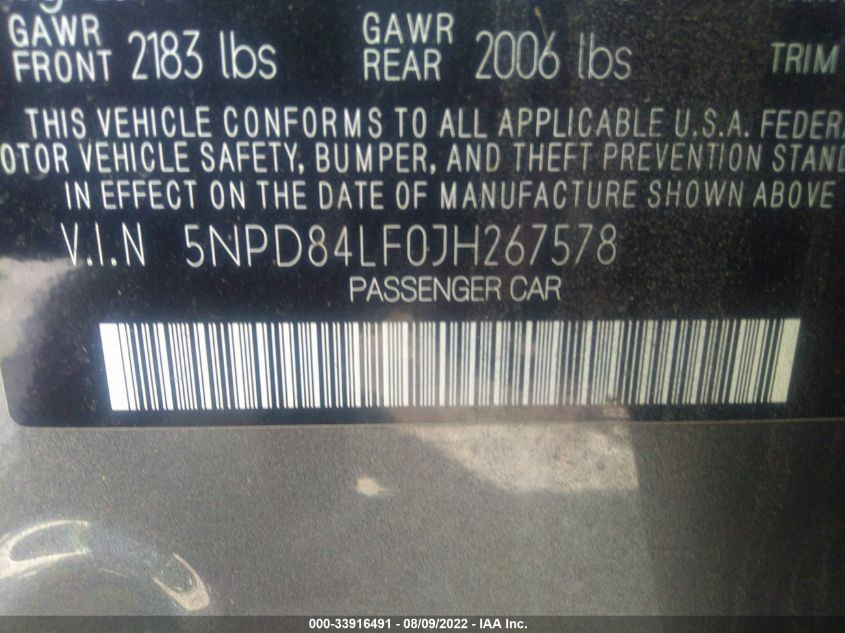 GAWR FRONT 2183 lbs GAWR REAR 2006 lbs TRIM
THIS VEHICLE CONFORMS TO ALL APPLICABLE U.S.A. FEDERA
OTOR VEHICLE SAFETY, BUMPER, AND THEFT PREVENTION STAND
IN EFFECT ON THE DATE OF MANUFACTURE SHOWN ABOVE
V.I.N 5NPD84LF0JH267578
PASSENGER CAR
000-33916491 - 08/09/2022 - IAA Inc.